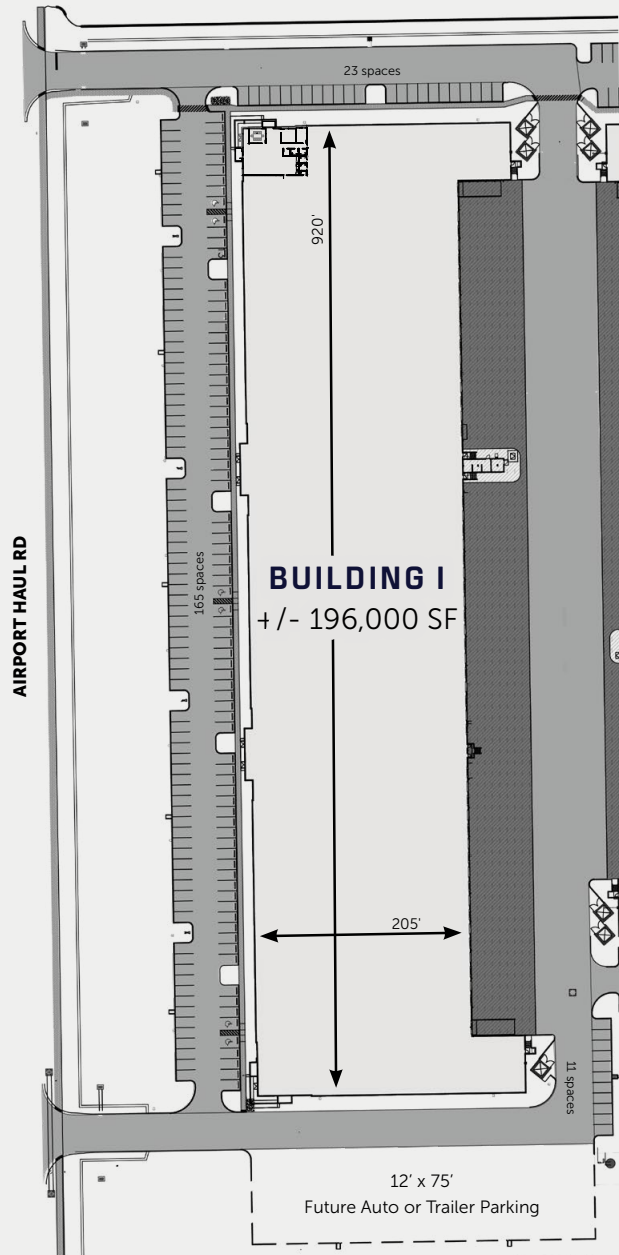 23 spaces
920'
165 spaces
AIRPORT HAUL RD
BUILDING I
+/- 196,000 SF
205'
11 spaces
12' x 75'
Future Auto or Trailer Parking